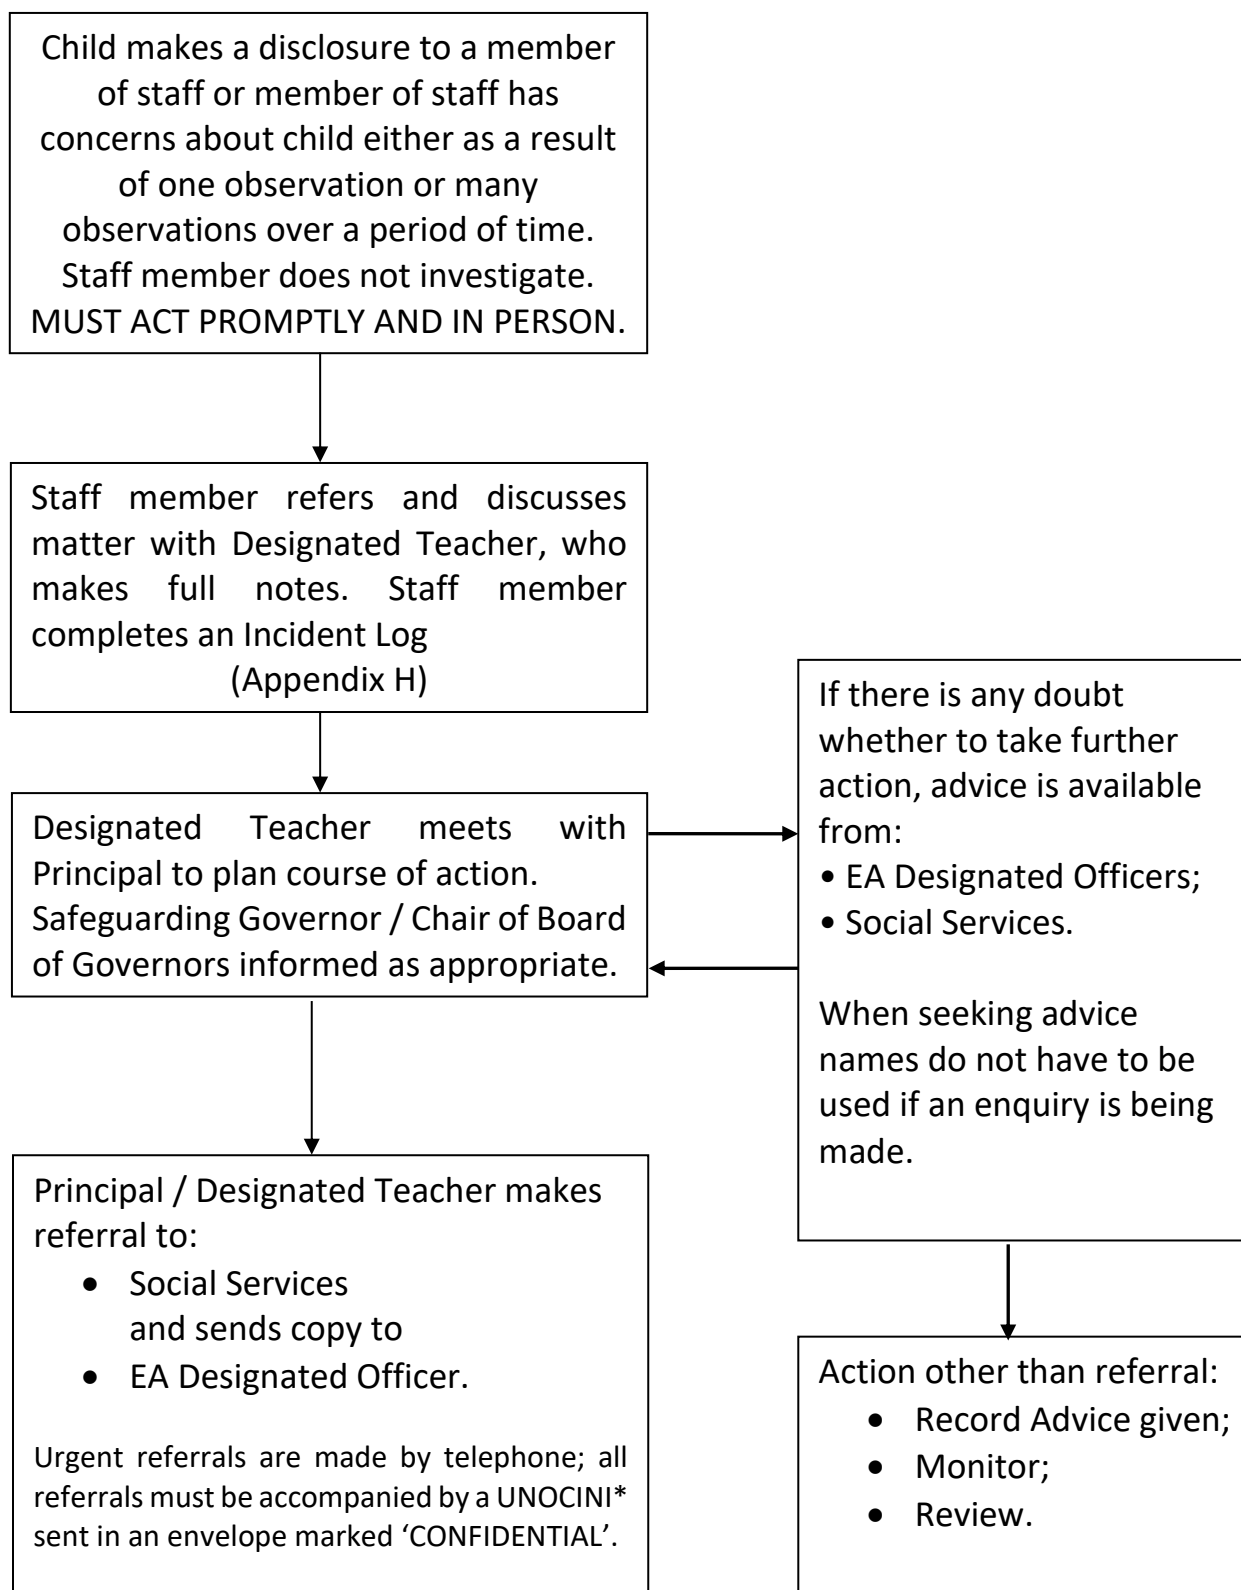 Child makes a disclosure to a member
of staff or member of staff has
concerns about child either as a result
of one observation or many
observations over a period of time.
Staff member does not investigate.
MUST ACT PROMPTLY AND IN PERSON.
Staff member refers and discusses
matter with Designated Teacher, who
makes full notes. Staff member
completes an Incident Log
(Appendix H)
Designated Teacher meets with
Principal to plan course of action.
Safeguarding Governor / Chair of Board
of Governors informed as appropriate.
If there is any doubt
whether to take further
action, advice is available
from:
• EA Designated Officers;
• Social Services.
When seeking advice
names do not have to be
used if an enquiry is being
made.
Principal / Designated Teacher makes
referral to:
• Social Services
and sends copy to
• EA Designated Officer.
Urgent referrals are made by telephone; all
referrals must be accompanied by a UNOCINI*
sent in an envelope marked ‘CONFIDENTIAL’.
Action other than referral:
• Record Advice given;
• Monitor;
• Review.